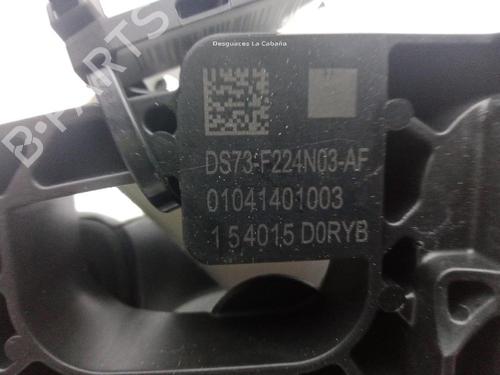 Desguaces La Cabaña
B-PARTS
DS73-F224N03-AF
01041401003
1 54015 D0RYB